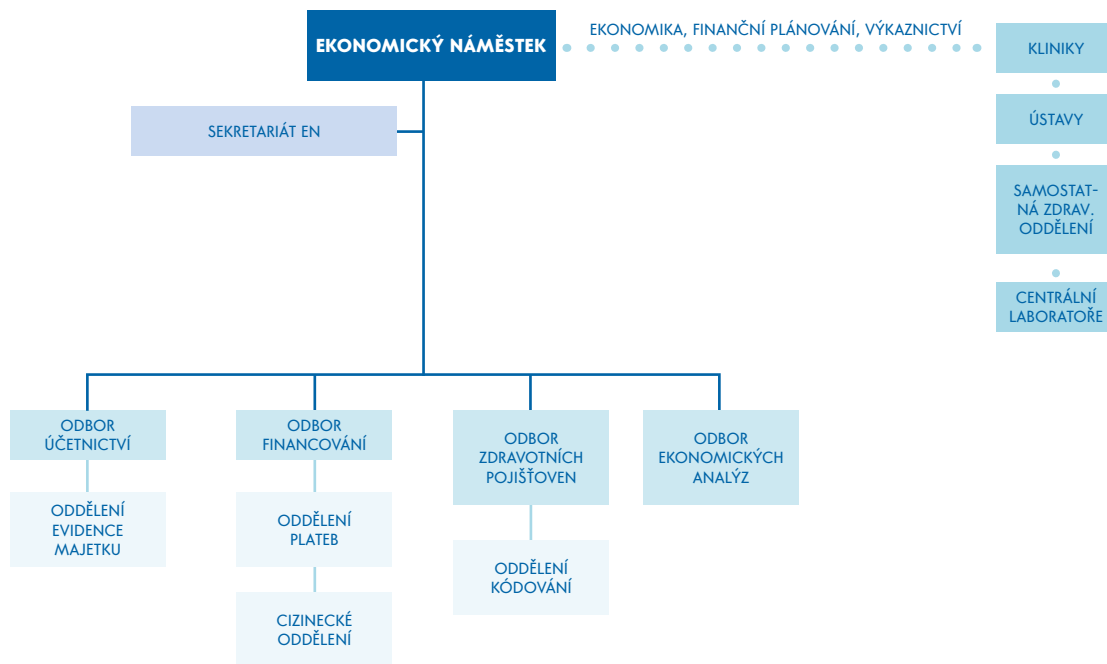 EKONOMICKÝ NÁMĚSTEK
EKONOMIKA, FINANČNÍ PLÁNOVÁNÍ, VÝKAZNICTVÍ
KLINIKY
ÚSTAVY
SAMOSTAT-
NÁ ZDRAV.
ODDĚLENÍ
CENTRÁLNÍ
LABORATOŘE
SEKRETARIÁT EN
ODBOR
ÚČETNICTVÍ
ODDĚLENÍ
EVIDENCE
MAJETKU
ODBOR
FINANCOVÁNÍ
ODDĚLENÍ
PLATEB
CIZINECKÉ
ODDĚLENÍ
ODBOR
ZDRAVOTNÍCH
POJIŠŤOVEN
ODDĚLENÍ
KÓDOVÁNÍ
ODBOR
EKONOMICKÝCH
ANALÝZ